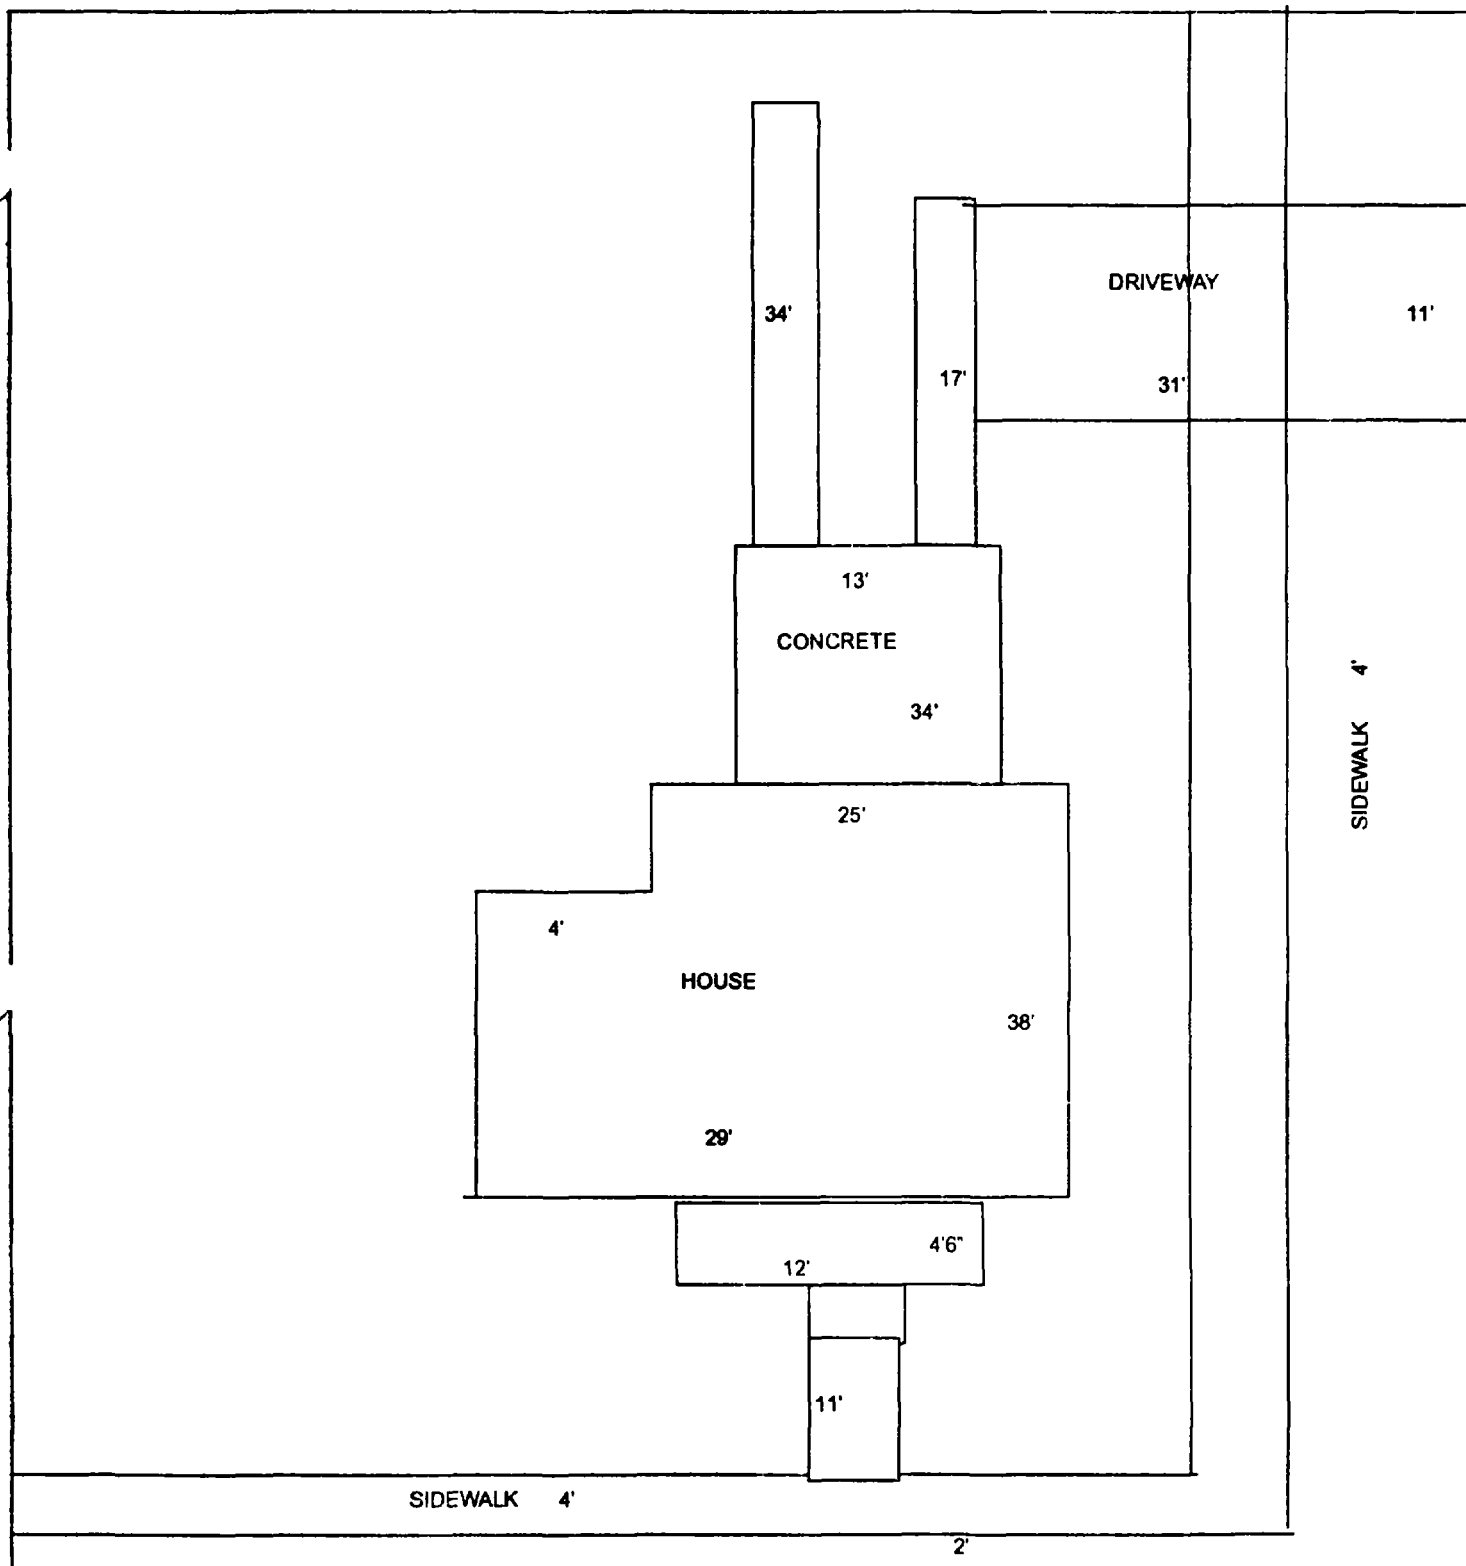 DRIVEWAY
34'
11'
17'
31'
13'
CONCRETE
34'
SIDEWALK 4'
25'
4'
HOUSE
38'
29'
4'6"
12'
11'
SIDEWALK 4'
2'